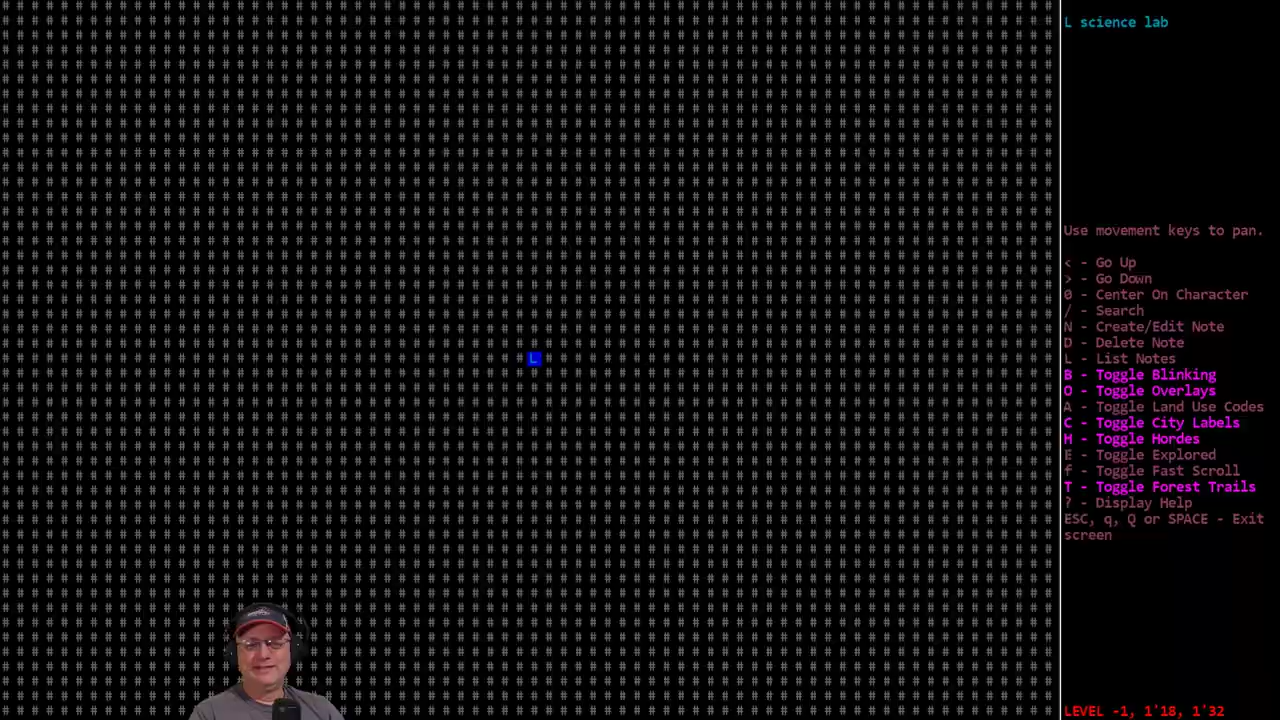 L science lab
Use movement keys to pan.
< - Go Up
> - Go Down
0 - Center On Character
/ - Search
N - Create/Edit Note
D - Delete Note
L - List Notes
B - Toggle Blinking
O - Toggle Overlays
A - Toggle Land Use Codes
C - Toggle City Labels
H - Toggle Hordes
E - Toggle Explored
f - Toggle Fast Scroll
T - Toggle Forest Trails
? - Display Help
ESC, q, Q or SPACE - Exit
screen
L
LEVEL -1, 1'18, 1'32